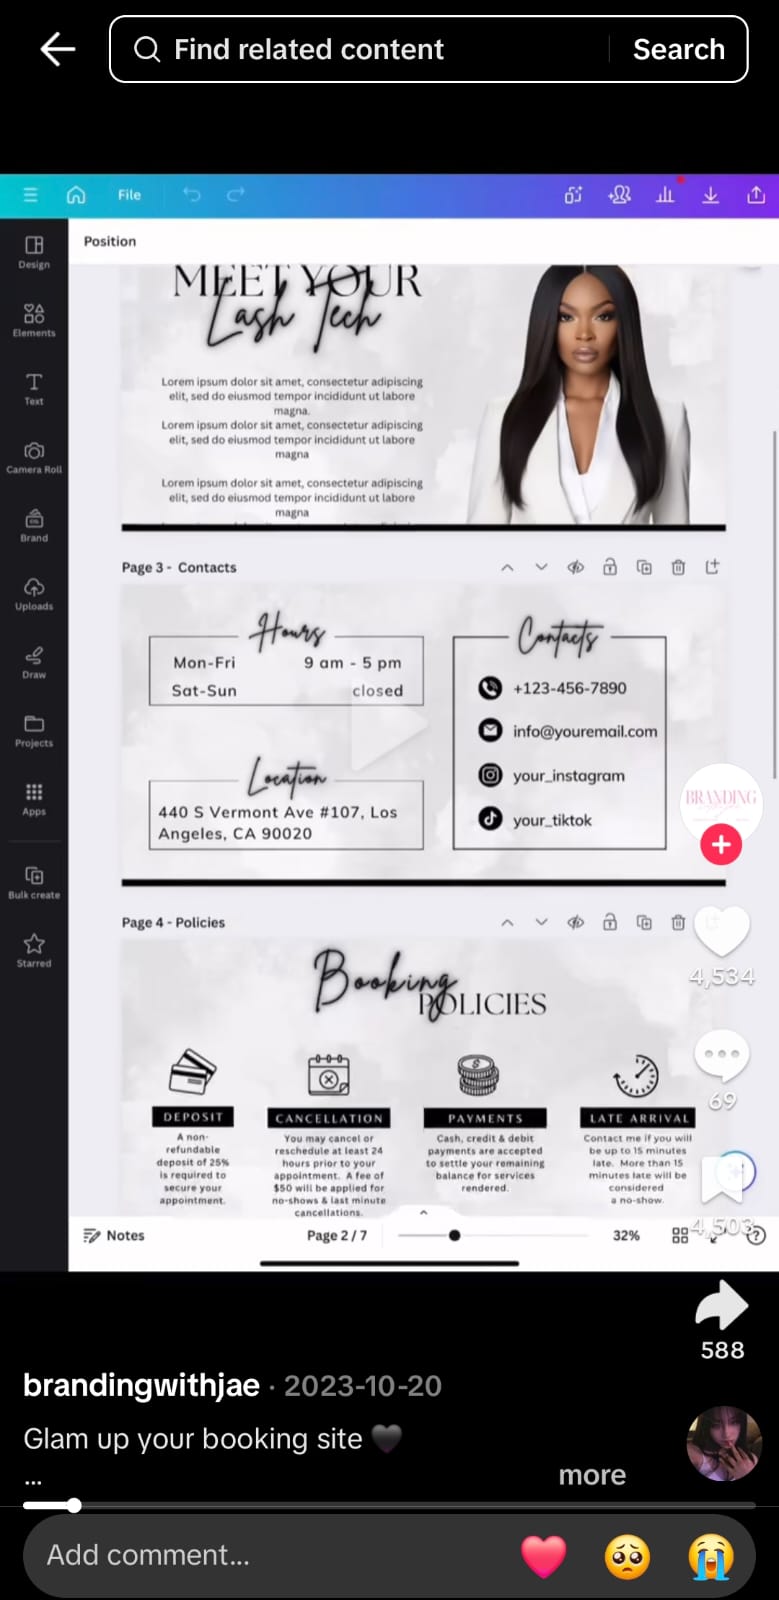 Find related content
Search
File
Position
Design
Elements
Text
Camera Roll
Brand
Uploads
Draw
Projects
Apps
Bulk create
Starred
MEET YOUR
Lash Tech
Lorem ipsum dolor sit amet, consectetur adipiscing
elit, sed do eiusmod tempor incididunt ut labore
magna.
Lorem ipsum dolor sit amet, consectetur adipiscing
elit, sed do eiusmod tempor incididunt ut labore
magna
Lorem ipsum dolor sit amet, consectetur adipiscing
elit, sed do eiusmod tempor incididunt ut labore
magna
Page 3 - Contacts
Hours
Mon-Fri 9 am - 5 pm
Sat-Sun closed
Location
440 S Vermont Ave #107, Los
Angeles, CA 90020
Contacts
+123-456-7890
info@youremail.com
your_instagram
your_tiktok
BRANDING
Page 4 - Policies
4,534
Booking
POLICIES
69
DEPOSIT
A non-
refundable
deposit of 25%
is required to
secure your
appointment.
CANCELLATION
You may cancel or
reschedule at least 24
hours prior to your
appointment. A fee of
$50 will be applied for
no-shows & last minute
cancellations.
PAYMENTS
Cash, credit & debit
payments are accepted
to settle your remaining
balance for services
rendered.
LATE ARRIVAL
Contact me if you will
be up to 15 minutes
late. More than 15
minutes late will be
considered
a no-show.
4,503
Notes
Page 2 / 7
32%
588
brandingwithjae · 2023-10-20
Glam up your booking site 🖤
...
more
Add comment...